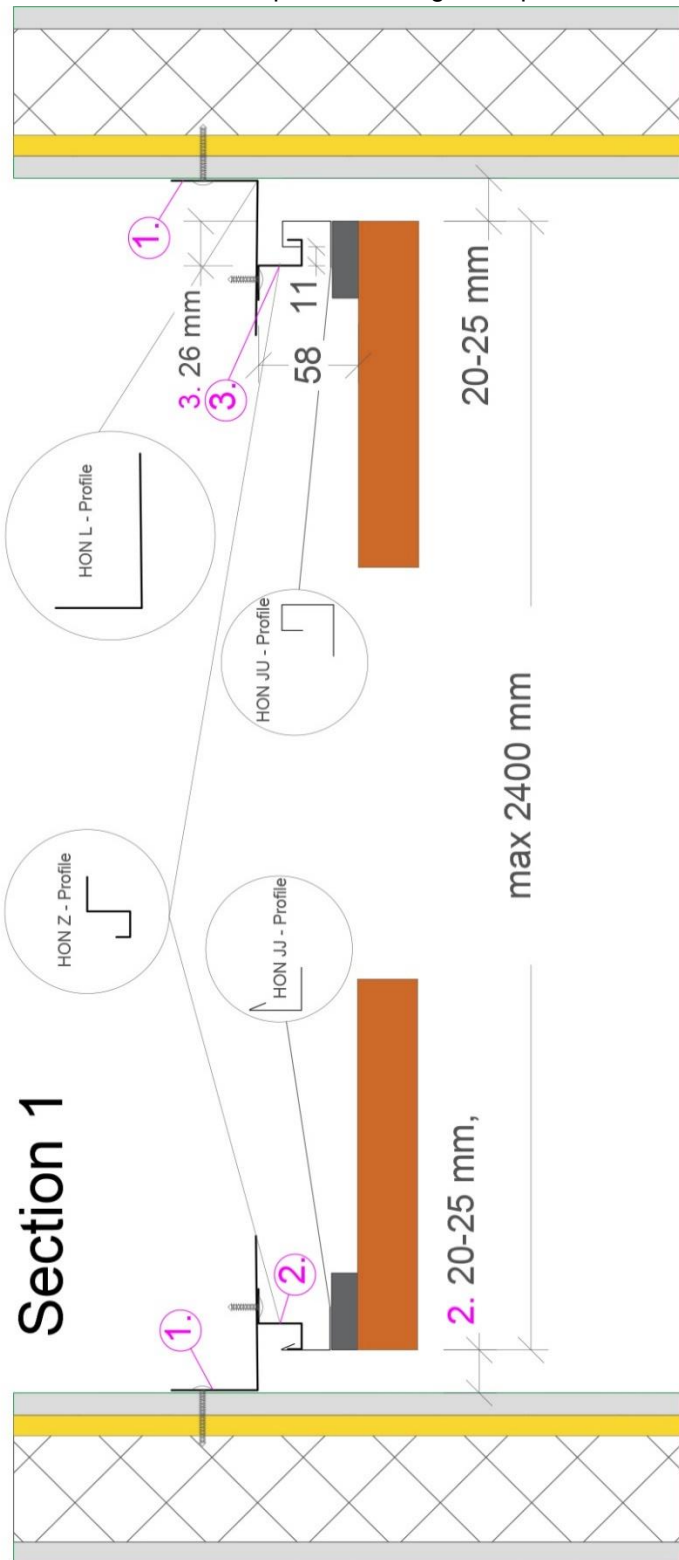 Section 1
1.
1.
HON L - Profile
HON Z - Profile
3. 26 mm
3.
11
58
HON JU - Profile
HON JJ - Profile
2.
20-25 mm
max 2400 mm
2. 20-25 mm,